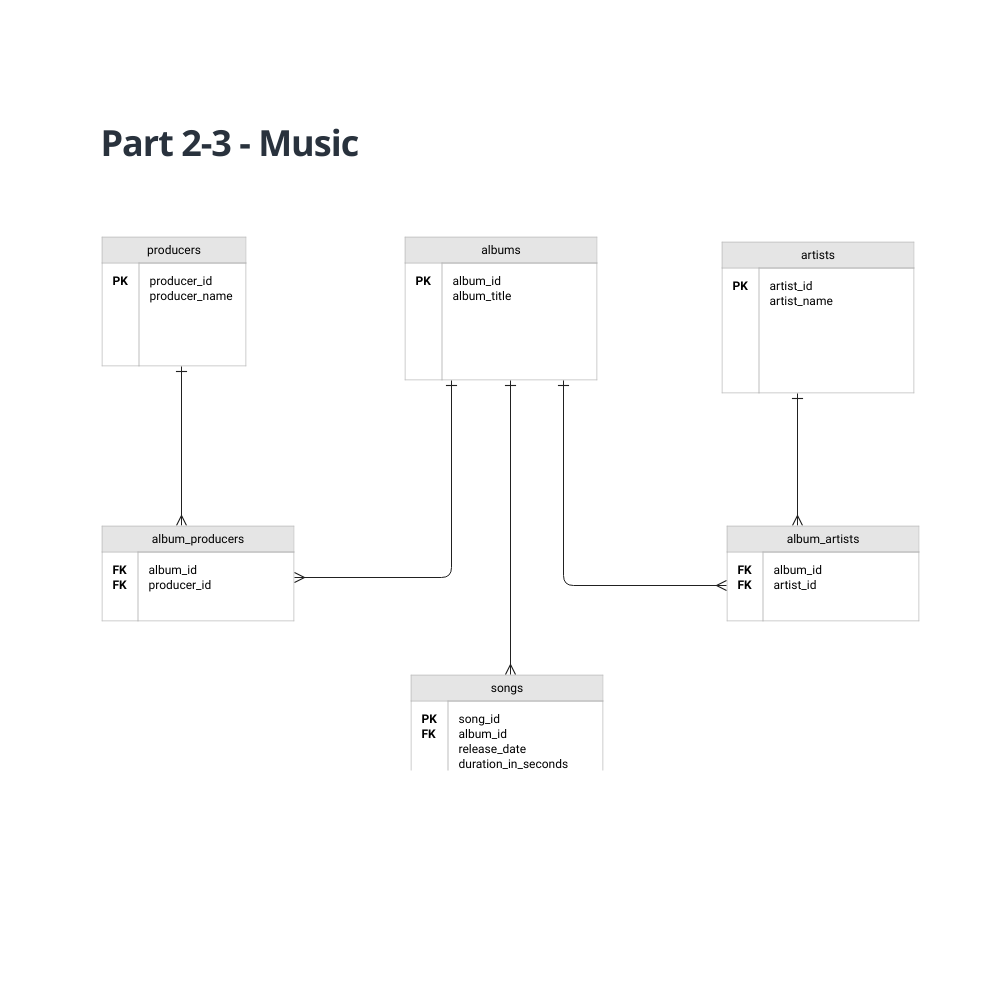 Part 2-3 - Music
producers
PK producer_id
producer_name
albums
PK album_id
album_title
artists
PK artist_id
artist_name
album_producers
FK album_id
FK producer_id
album_artists
FK album_id
FK artist_id
songs
PK song_id
FK album_id
release_date
duration_in_seconds